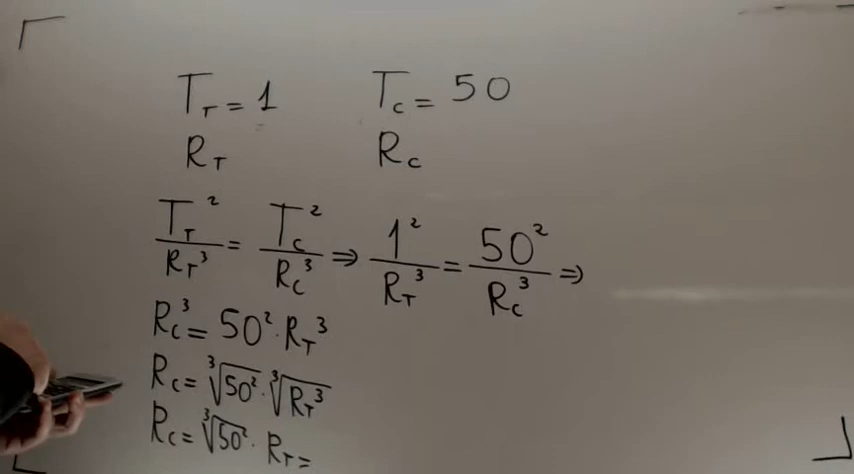 T_T = 1 T_C = 50
R_T R_C
T_T²/R_T³ = T_C²/R_C³ ⇒ 1²/R_T³ = 50²/R_C³ ⇒
R_C³ = 50² · R_T³
R_C = ∛50² · ∛R_T³
R_C = ∛50² · R_T =